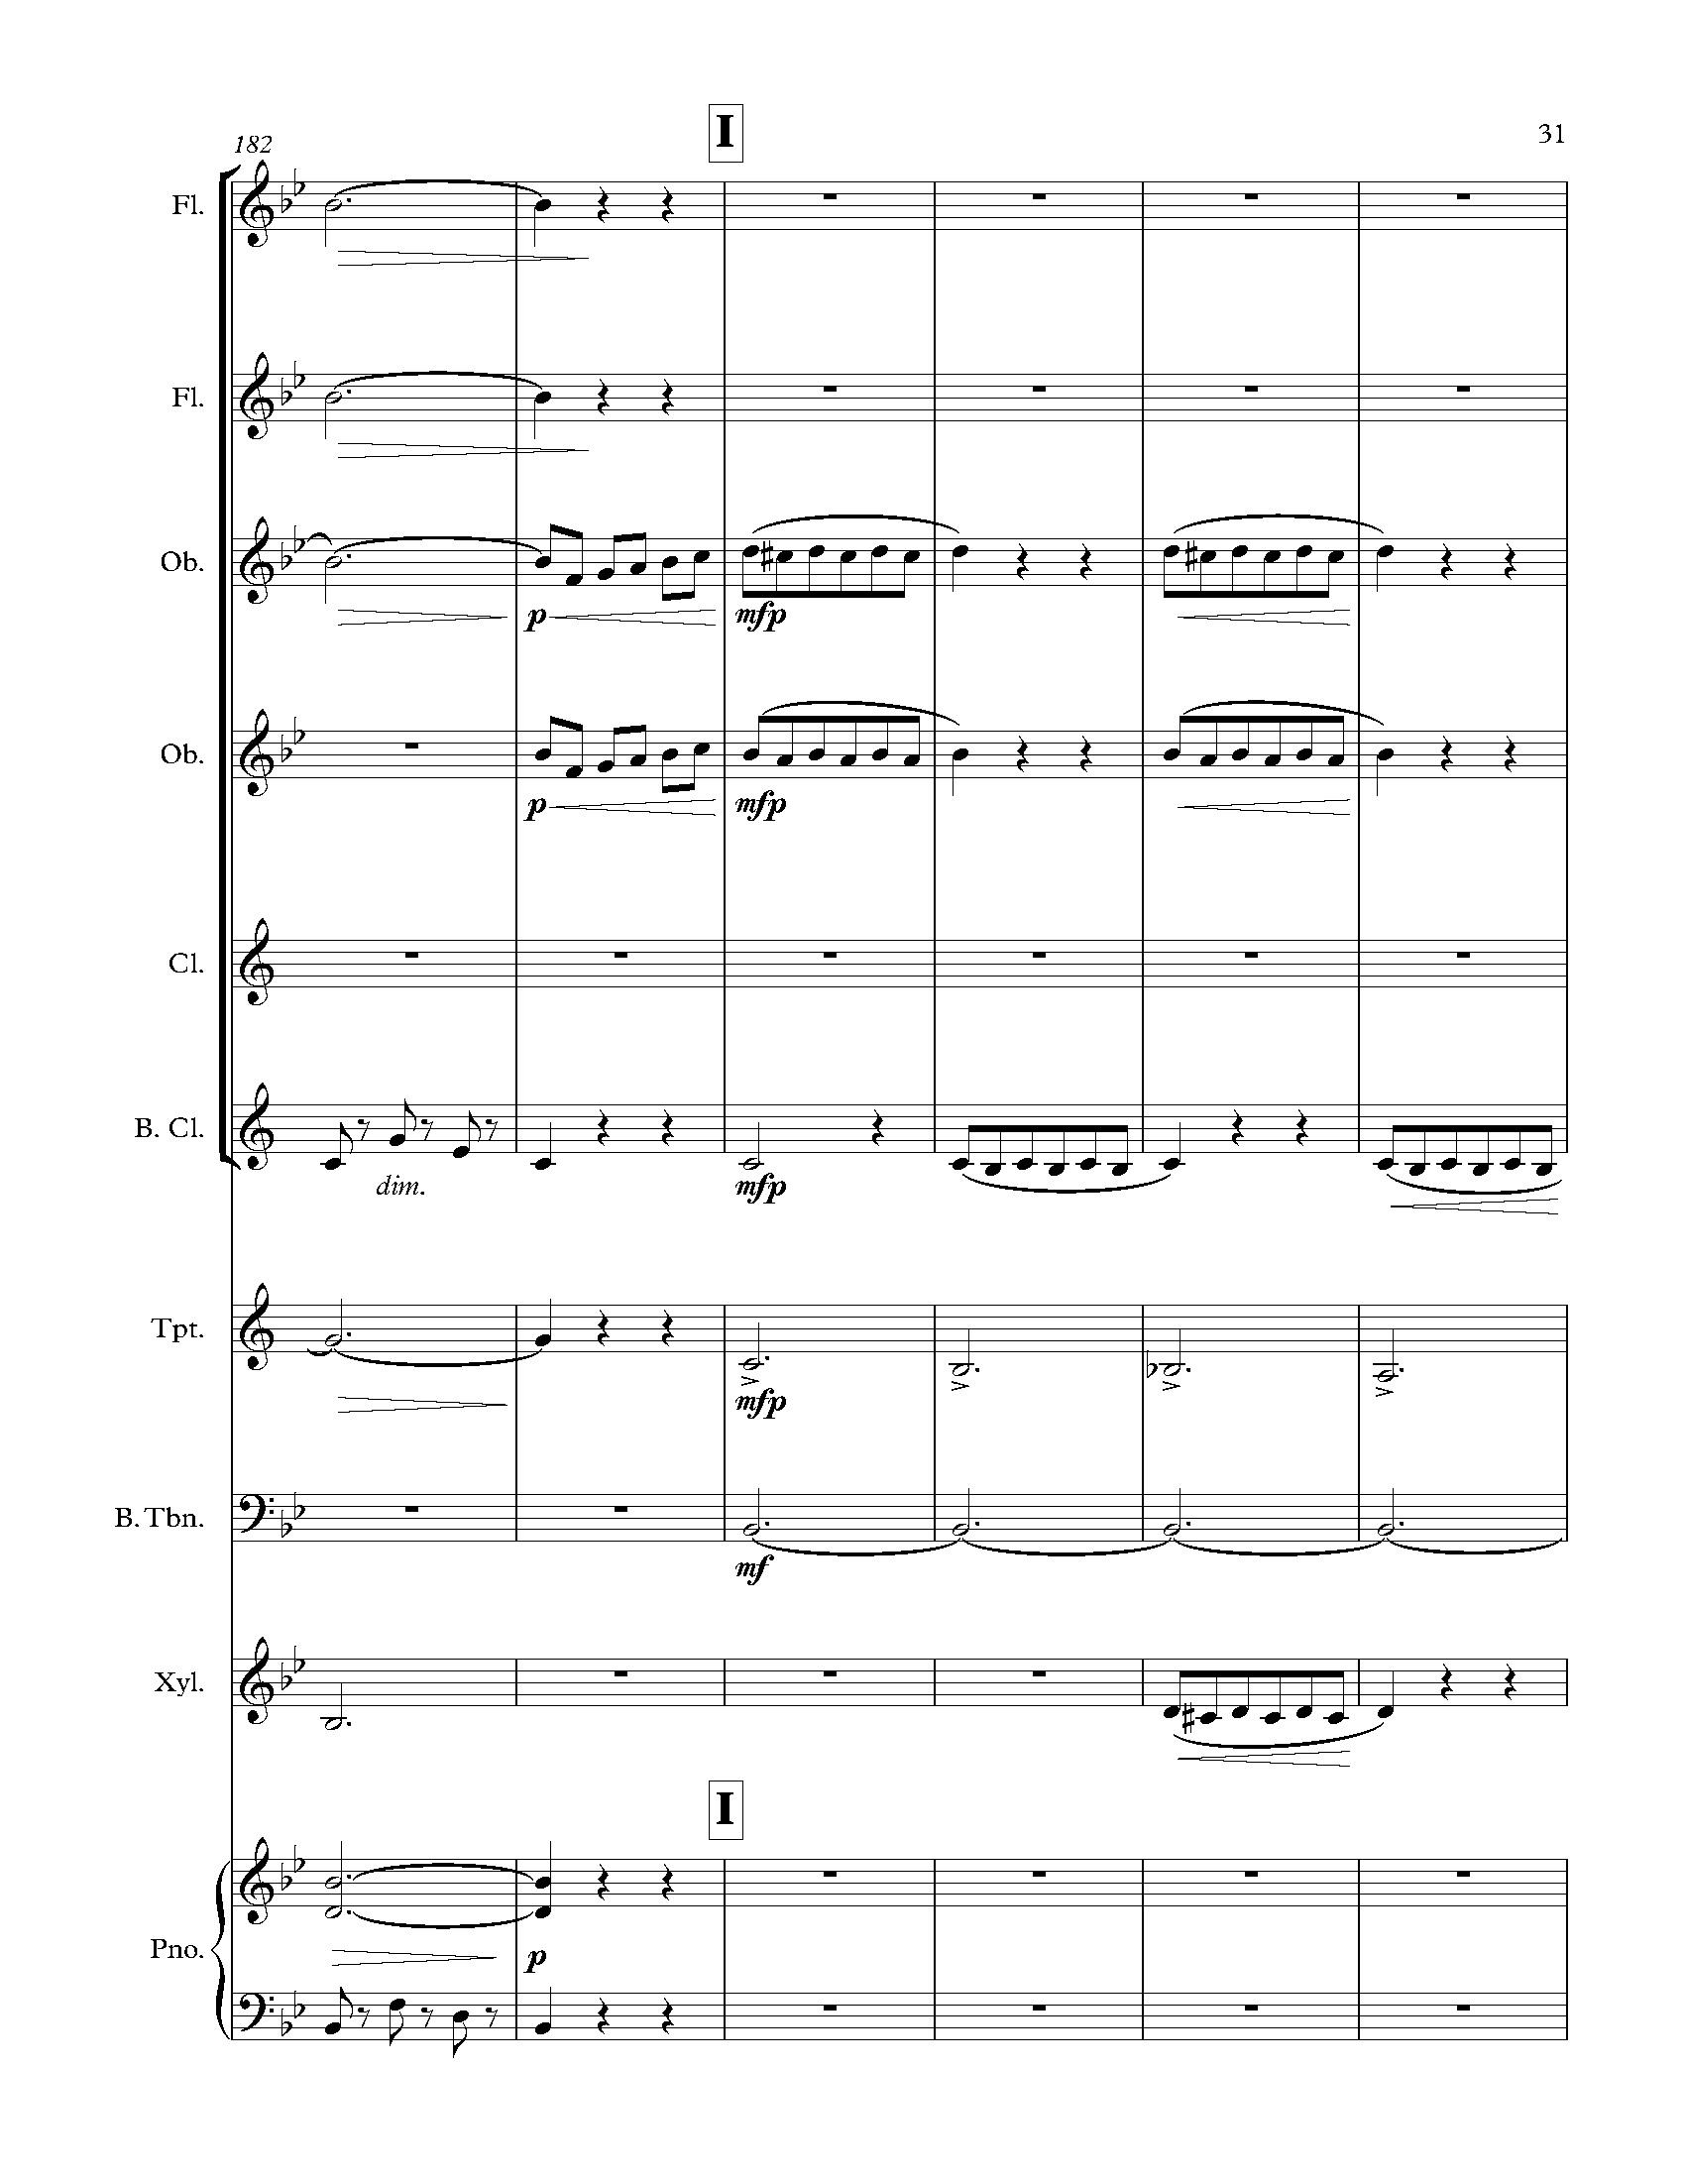 I
182
31
Fl.
Fl.
Ob.
p
mfp
Ob.
p
mfp
Cl.
B. Cl.
dim.
mfp
Tpt.
mfp
B. Tbn.
mf
Xyl.
I
Pno.
p